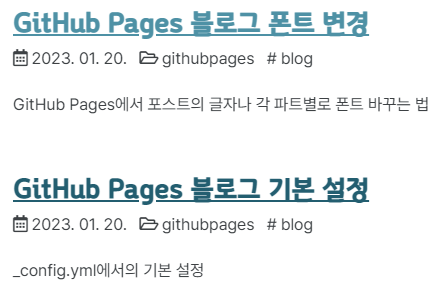 GitHub Pages 블로그 폰트 변경
2023. 01. 20. githubpages # blog
GitHub Pages에서 포스트의 글자나 각 파트별로 폰트 바꾸는 법
GitHub Pages 블로그 기본 설정
2023. 01. 20. githubpages # blog
_config.yml에서의 기본 설정